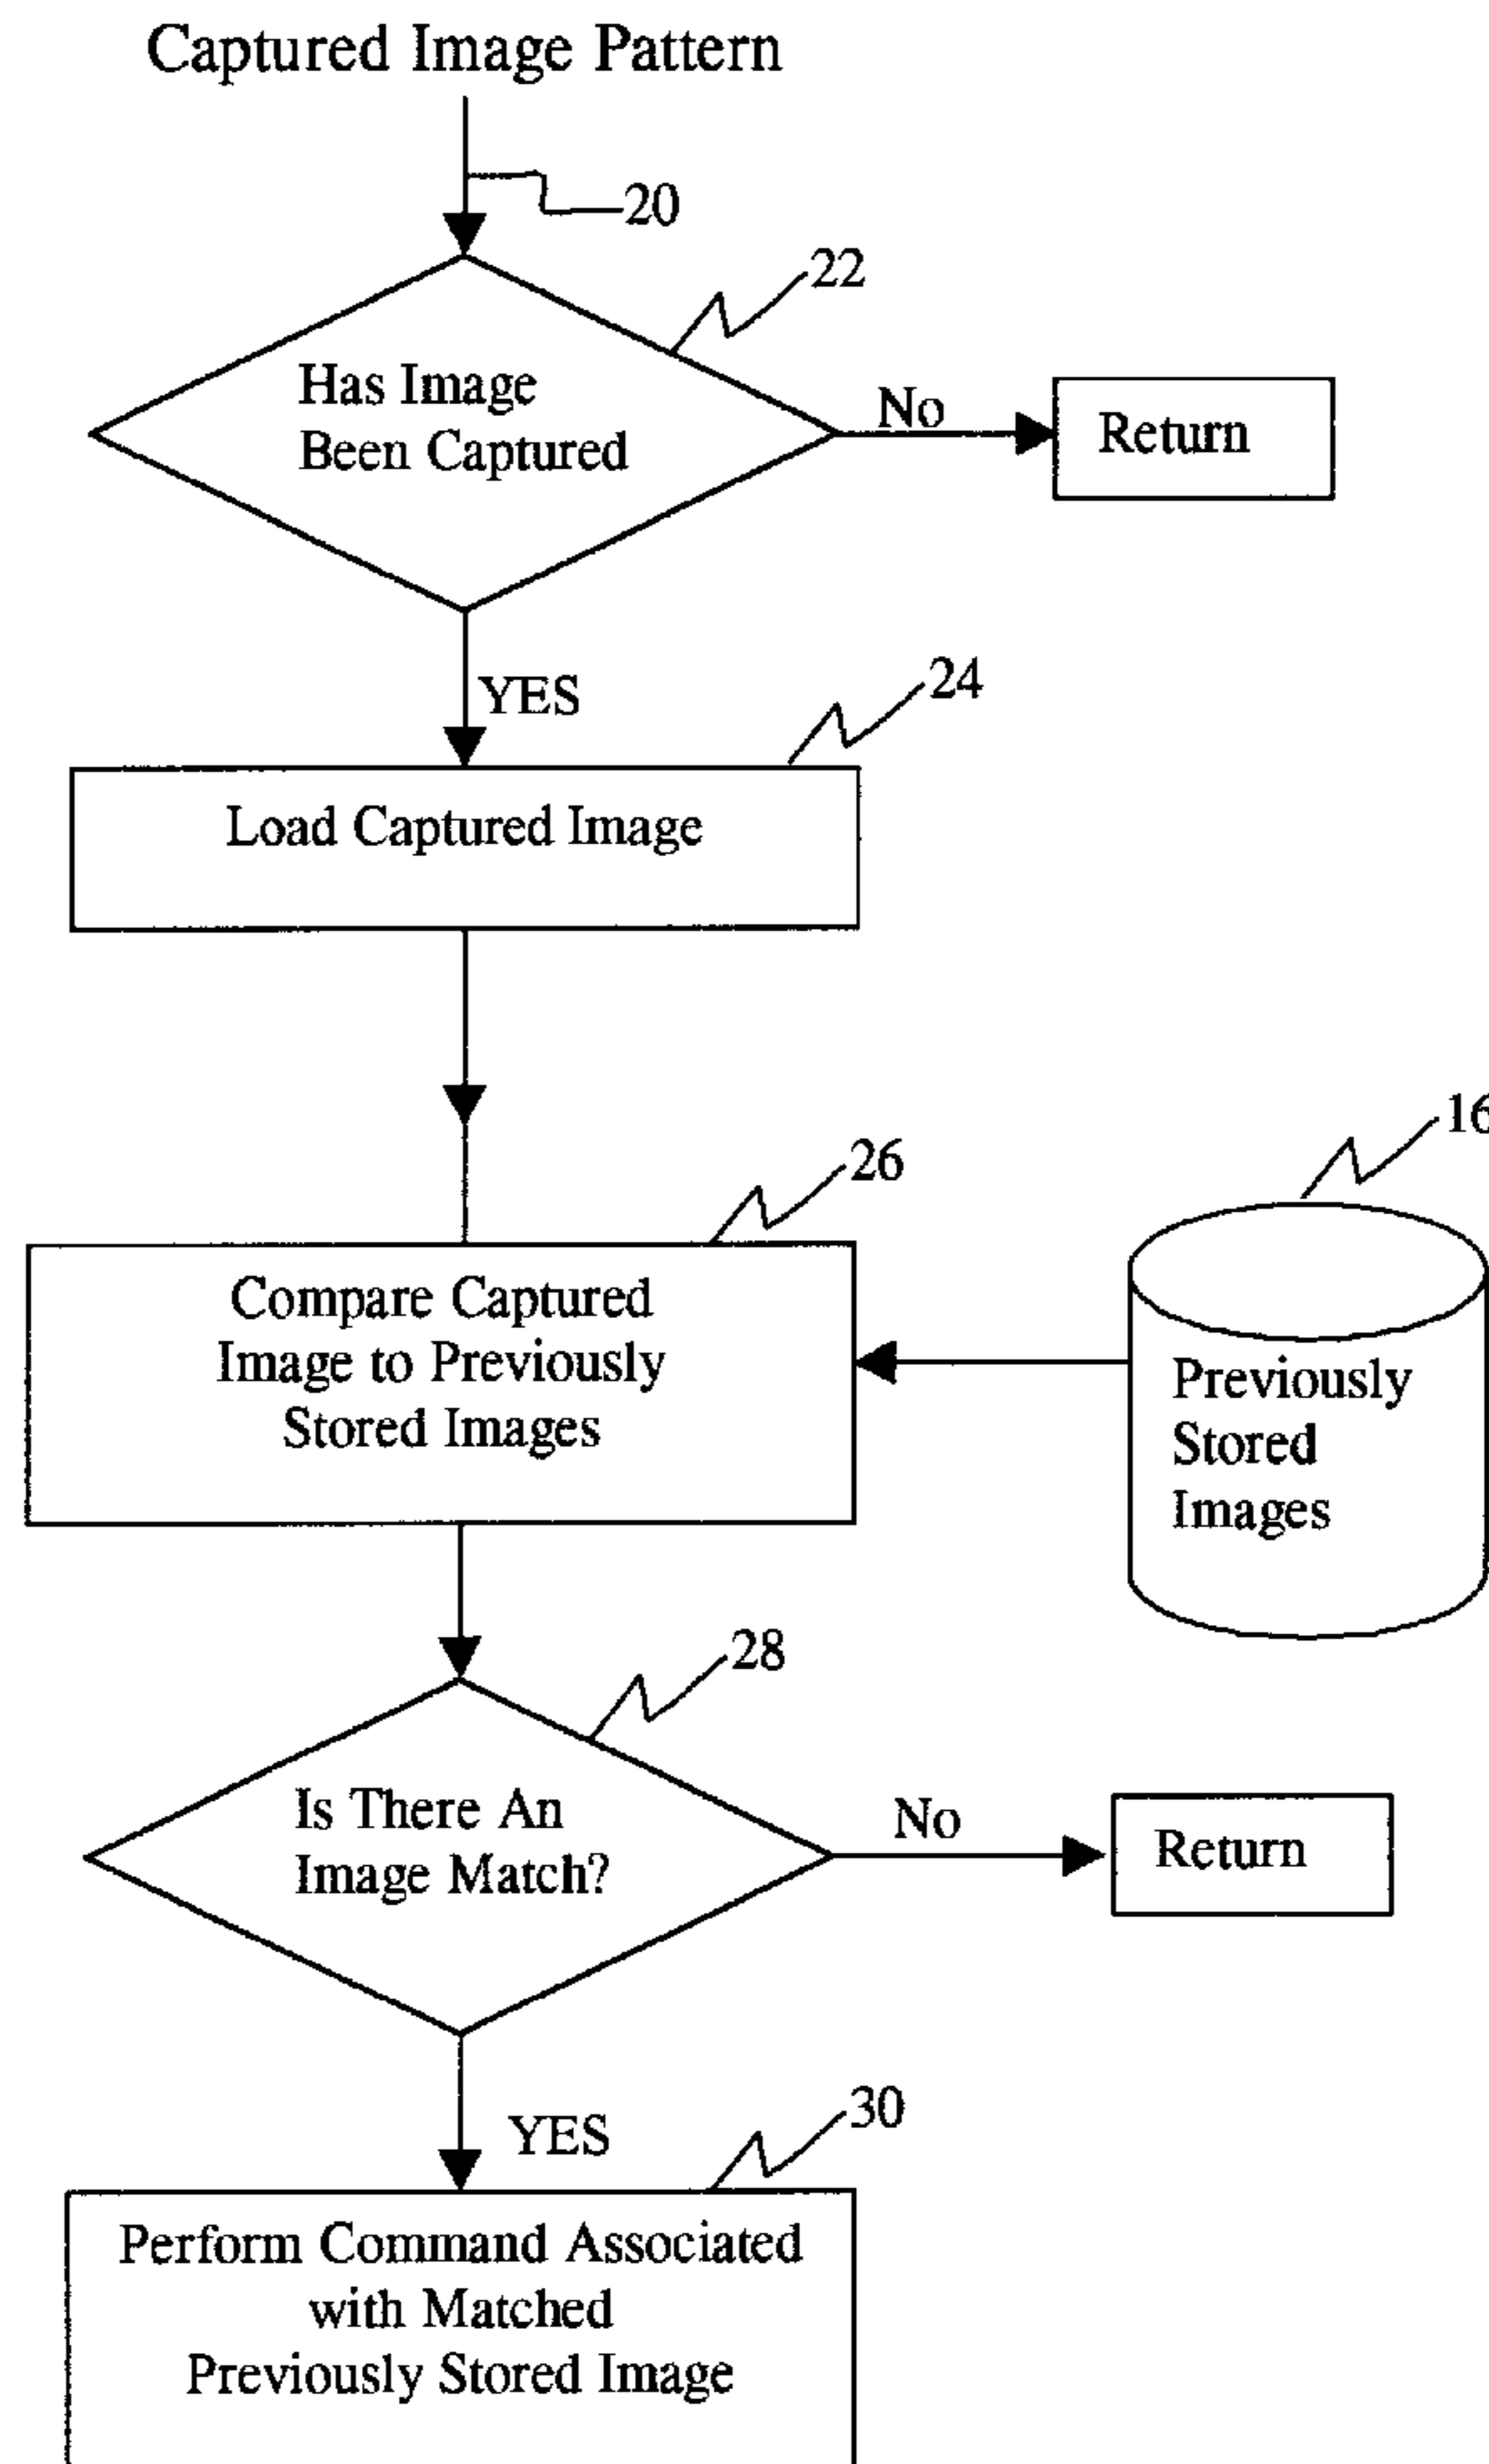 Captured Image Pattern
20
22
Has Image
Been Captured
No
Return
YES
24
Load Captured Image
16
26
Compare Captured
Image to Previously
Stored Images
Previously
Stored
Images
28
Is There An
Image Match?
No
Return
YES
30
Perform Command Associated
with Matched
Previously Stored Image